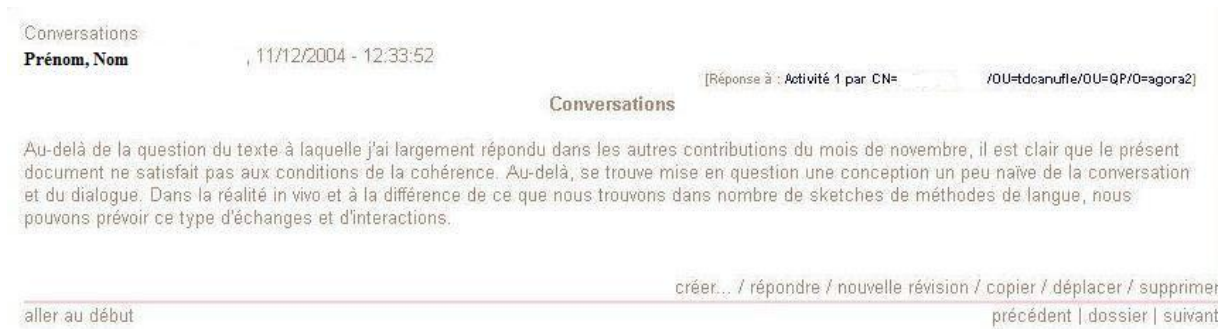 Conversations
Prénom, Nom , 11/12/2004 - 12:33:52
[Réponse à : Activité 1 par CN= /OU=tdcanufle/OU=QP/O=agora2]
Conversations
Au-delà de la question du texte à laquelle j'ai largement répondu dans les autres contributions du mois de novembre, il est clair que le présent
document ne satisfait pas aux conditions de la cohérence. Au-delà, se trouve mise en question une conception un peu naïve de la conversation
et du dialogue. Dans la réalité in vivo et à la différence de ce que nous trouvons dans nombre de sketches de méthodes de langue, nous
pouvons prévoir ce type d'échanges et d'interactions.
créer... / répondre / nouvelle révision / copier / déplacer / supprimer
aller au début précédent | dossier | suivant